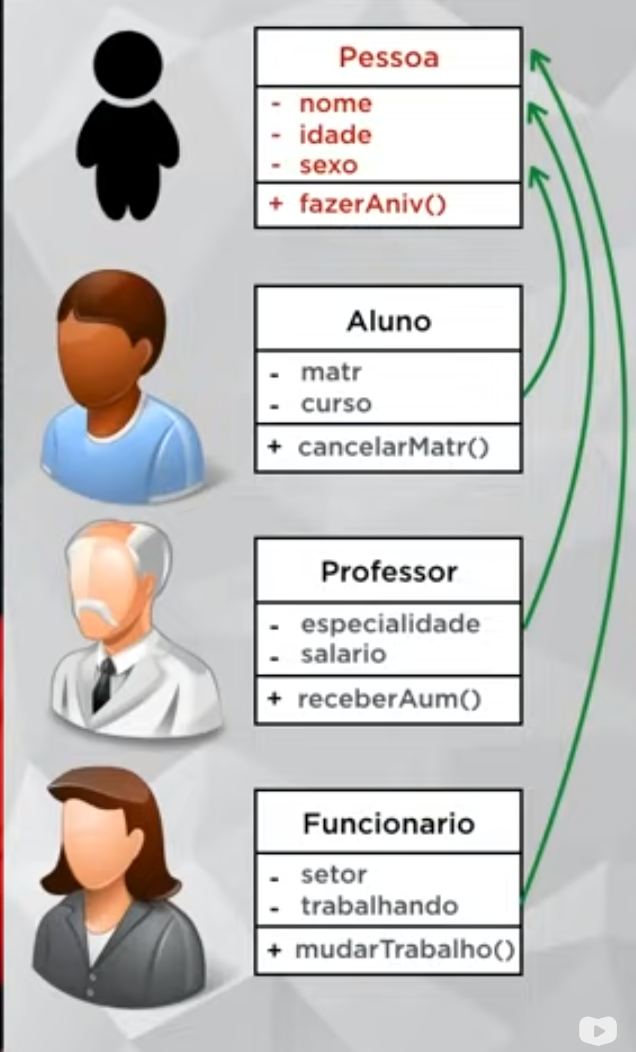 Pessoa
- nome
- idade
- sexo
+ fazerAniv()
Aluno
- matr
- curso
+ cancelarMatr()
Professor
- especialidade
- salario
+ receberAum()
Funcionario
- setor
- trabalhando
+ mudarTrabalho()